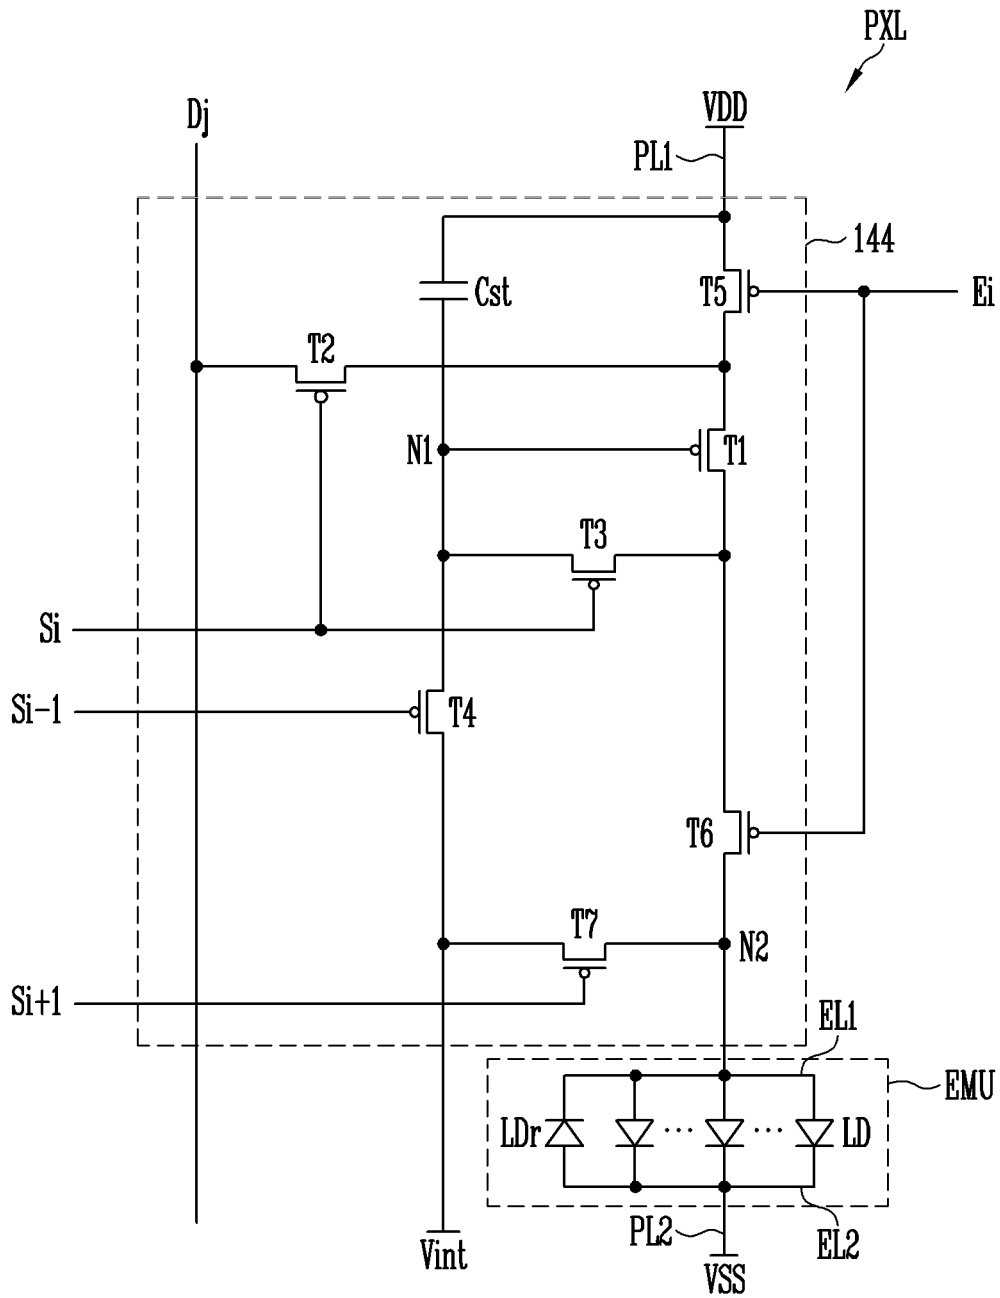 PXL
Dj
VDD
PL1
144
T5
Cst
Ei
T2
N1
T1
T3
Si
Si-1
T4
T6
T7
N2
Si+1
EL1
EMU
LDr
... ...
LD
PL2
EL2
Vint
VSS